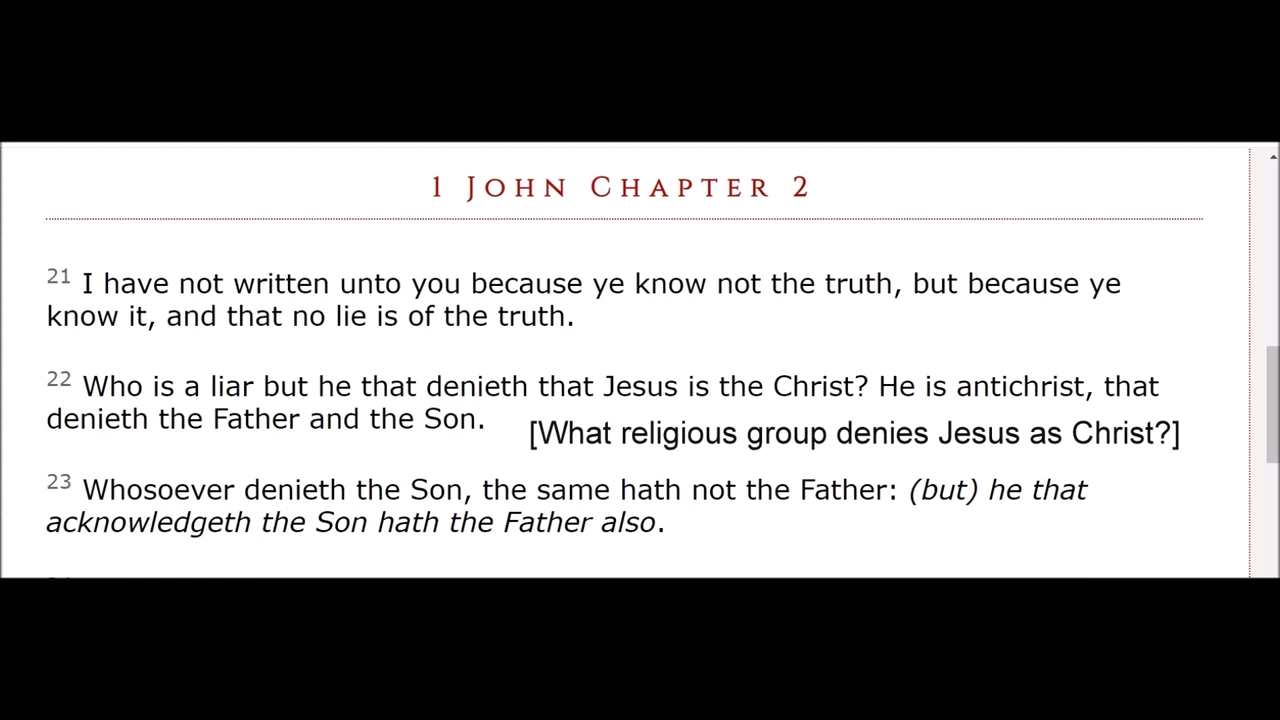 1 John Chapter 2
21 I have not written unto you because ye know not the truth, but because ye
know it, and that no lie is of the truth.
22 Who is a liar but he that denieth that Jesus is the Christ? He is antichrist, that
denieth the Father and the Son.
[What religious group denies Jesus as Christ?]
23 Whosoever denieth the Son, the same hath not the Father: (but) he that
acknowledgeth the Son hath the Father also.